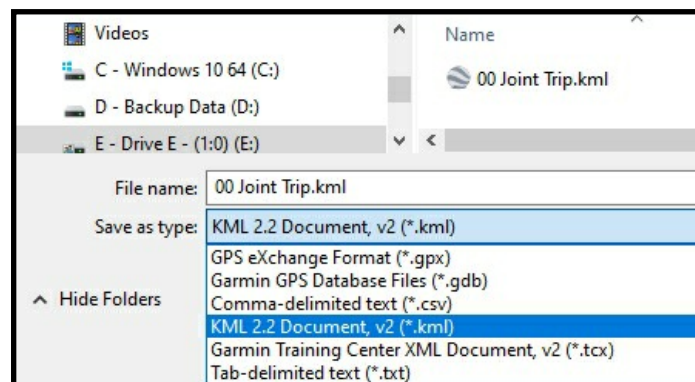 Videos
C - Windows 10 64 (C:)
D - Backup Data (D:)
E - Drive E - (1:0) (E:)
Name
00 Joint Trip.kml
File name: 00 Joint Trip.kml
Save as type: KML 2.2 Document, v2 (*.kml)
GPS eXchange Format (*.gpx)
Garmin GPS Database Files (*.gdb)
Comma-delimited text (*.csv)
KML 2.2 Document, v2 (*.kml)
Garmin Training Center XML Document, v2 (*.tcx)
Tab-delimited text (*.txt)
Hide Folders